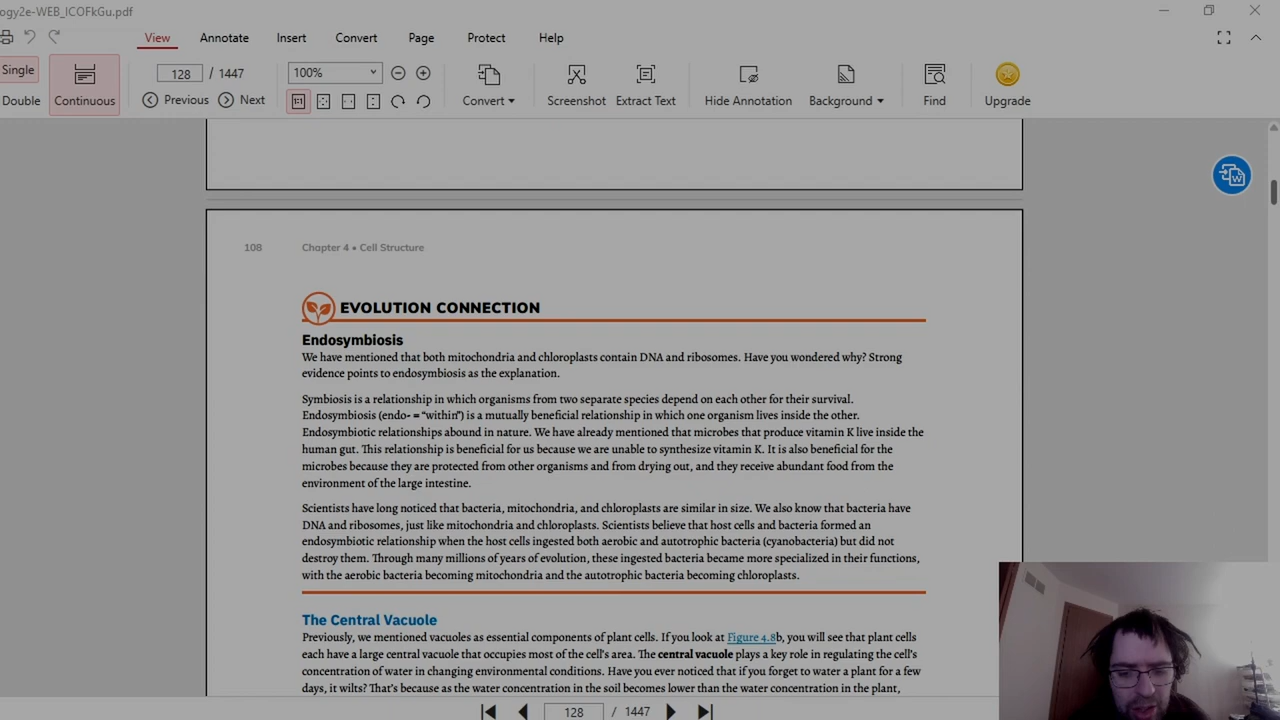 ogy2e-WEB_ICOFkGu.pdf
View Annotate Insert Convert Page Protect Help
Single
Double
Continuous
128 / 1447
Previous Next
100%
1:1
Convert
Screenshot
Extract Text
Hide Annotation
Background
Find
Upgrade
108 Chapter 4 • Cell Structure
EVOLUTION CONNECTION
Endosymbiosis
We have mentioned that both mitochondria and chloroplasts contain DNA and ribosomes. Have you wondered why? Strong
evidence points to endosymbiosis as the explanation.
Symbiosis is a relationship in which organisms from two separate species depend on each other for their survival.
Endosymbiosis (endo- = “within”) is a mutually beneficial relationship in which one organism lives inside the other.
Endosymbiotic relationships abound in nature. We have already mentioned that microbes that produce vitamin K live inside the
human gut. This relationship is beneficial for us because we are unable to synthesize vitamin K. It is also beneficial for the
microbes because they are protected from other organisms and from drying out, and they receive abundant food from the
environment of the large intestine.
Scientists have long noticed that bacteria, mitochondria, and chloroplasts are similar in size. We also know that bacteria have
DNA and ribosomes, just like mitochondria and chloroplasts. Scientists believe that host cells and bacteria formed an
endosymbiotic relationship when the host cells ingested both aerobic and autotrophic bacteria (cyanobacteria) but did not
destroy them. Through many millions of years of evolution, these ingested bacteria became more specialized in their functions,
with the aerobic bacteria becoming mitochondria and the autotrophic bacteria becoming chloroplasts.
The Central Vacuole
Previously, we mentioned vacuoles as essential components of plant cells. If you look at Figure 4.8b, you will see that plant cells
each have a large central vacuole that occupies most of the cell’s area. The central vacuole plays a key role in regulating the cell’s
concentration of water in changing environmental conditions. Have you ever noticed that if you forget to water a plant for a few
days, it wilts? That’s because as the water concentration in the soil becomes lower than the water concentration in the plant,
128 / 1447